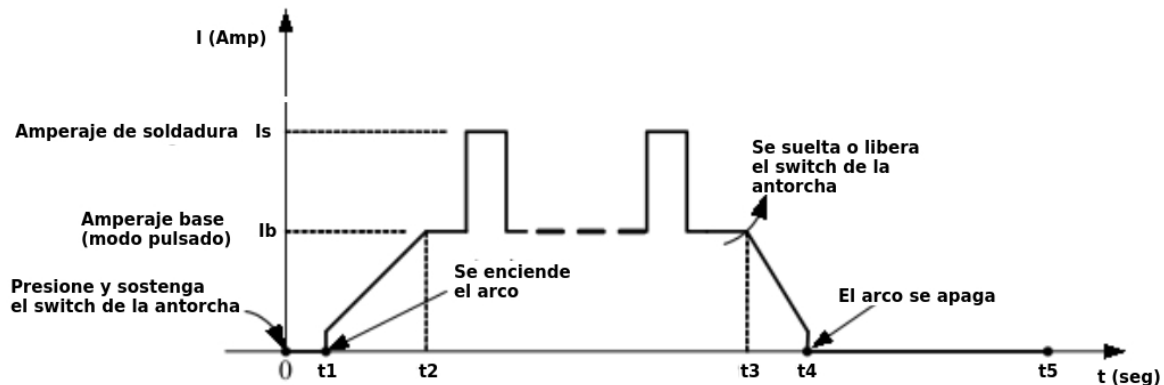 I (Amp)
Amperaje de soldadura Is
Se suelta o libera
el switch de la
antorcha
Amperaje base
(modo pulsado)
Ib
Se enciende
el arco
Presione y sostenga
el switch de la antorcha
El arco se apaga
0 t1 t2 t3 t4 t5
t (seg)